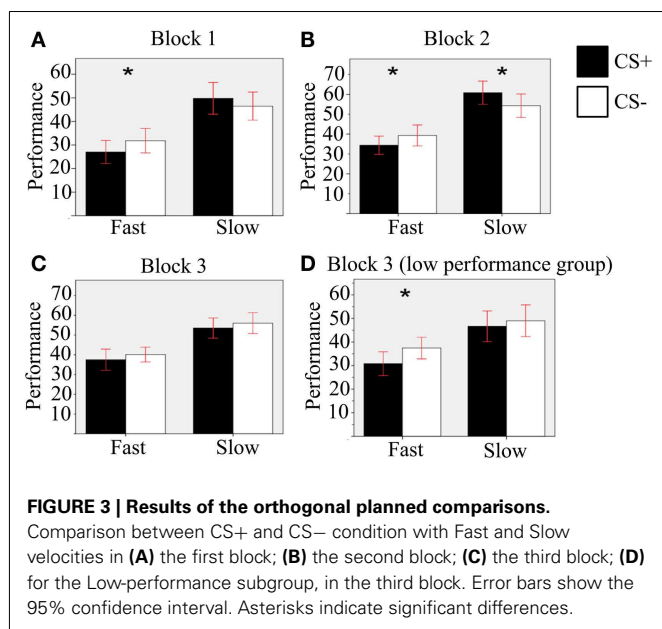 A Block 1
*
Performance
60
50
40
30
20
10
Fast Slow
B Block 2
* *
Performance
70
60
50
40
30
20
10
Fast Slow
CS+
CS-
C Block 3
Performance
70
60
50
40
30
20
10
Fast Slow
D Block 3 (low performance group)
*
Performance
60
50
40
30
20
10
Fast Slow
FIGURE 3 | Results of the orthogonal planned comparisons.
Comparison between CS+ and CS− condition with Fast and Slow
velocities in (A) the first block; (B) the second block; (C) the third block; (D)
for the Low-performance subgroup, in the third block. Error bars show the
95% confidence interval. Asterisks indicate significant differences.